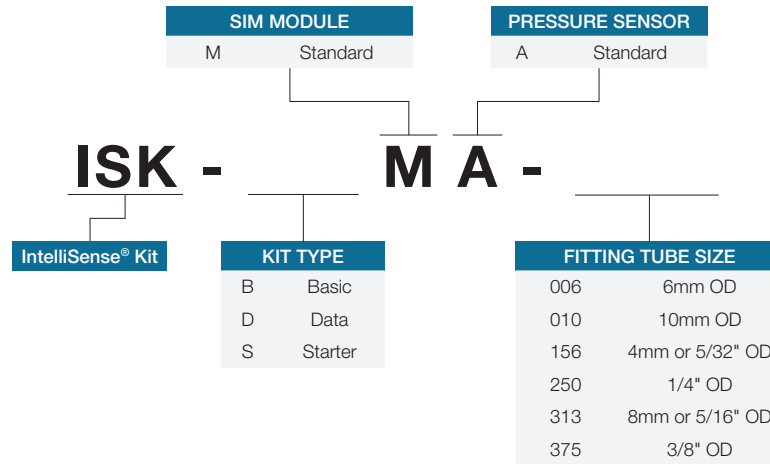 SIM MODULE PRESSURE SENSOR
M Standard A Standard
ISK - M A -
IntelliSense® Kit
KIT TYPE
B Basic
D Data
S Starter
FITTING TUBE SIZE
006 6mm OD
010 10mm OD
156 4mm or 5/32" OD
250 1/4" OD
313 8mm or 5/16" OD
375 3/8" OD